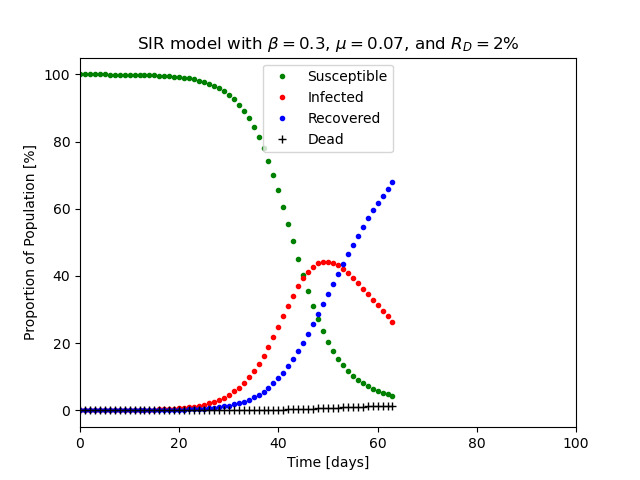 SIR model with β = 0.3, μ = 0.07, and R_D = 2%
Susceptible
Infected
Recovered
Dead
Proportion of Population [%]
100
80
60
40
20
0
0 20 40 60 80 100
Time [days]